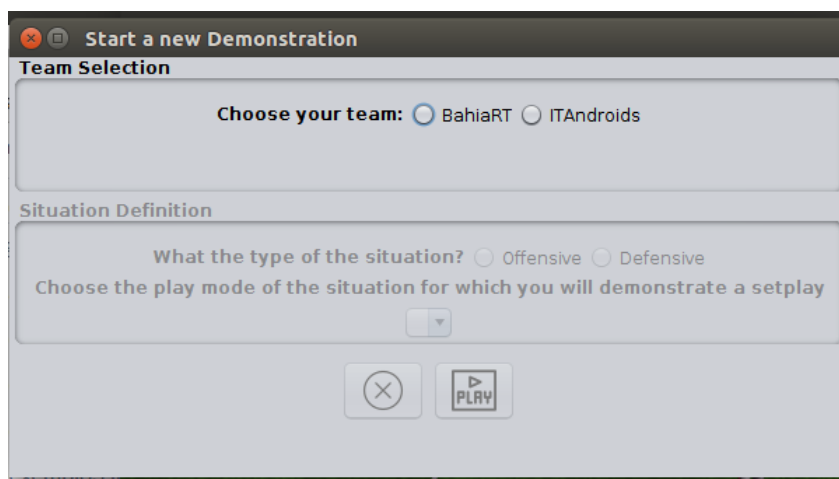 Start a new Demonstration
Team Selection
Choose your team: BahiaRT ITAndroids
Situation Definition
What the type of the situation? Offensive Defensive
Choose the play mode of the situation for which you will demonstrate a setplay
PLAY